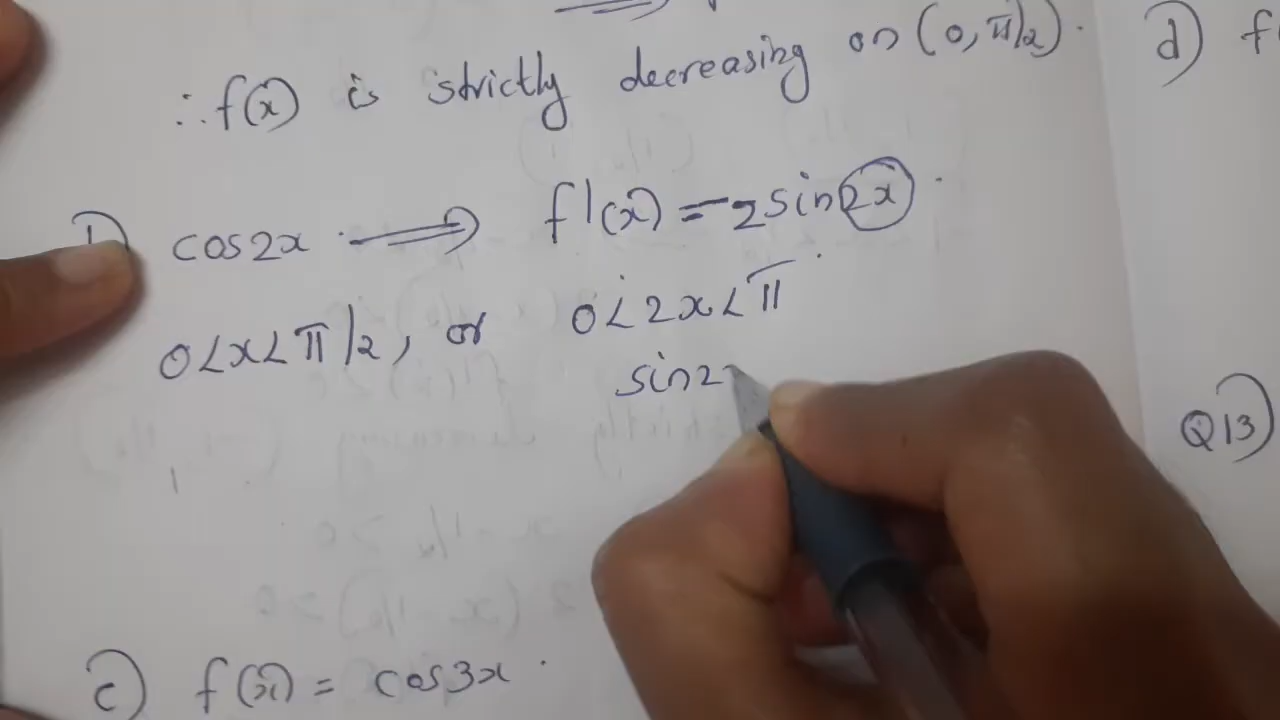 ∴ f(x) is strictly decreasing on (0, π/2).
b) cos2x ⟹ f'(x) = -2sin2x.
0<x<π/2, or 0<2x<π
sin2
c) f(x) = cos3x.
d) f
Q13)